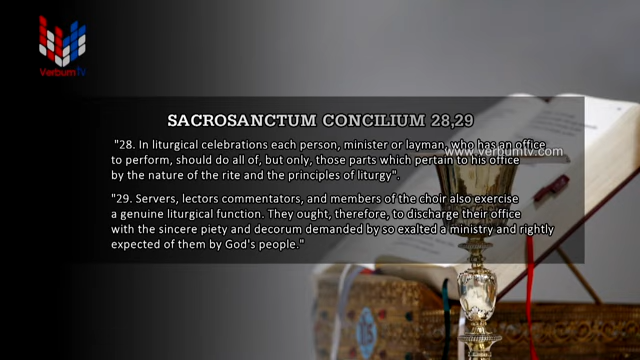 VerbumTV
SACROSANCTUM CONCILIUM 28,29
"28. In liturgical celebrations each person, minister or layman, who has an office
www.verbumtv.com
to perform, should do all of, but only, those parts which pertain to his office
by the nature of the rite and the principles of liturgy".
"29. Servers, lectors commentators, and members of the choir also exercise
a genuine liturgical function. They ought, therefore, to discharge their office
with the sincere piety and decorum demanded by so exalted a ministry and rightly
expected of them by God's people."